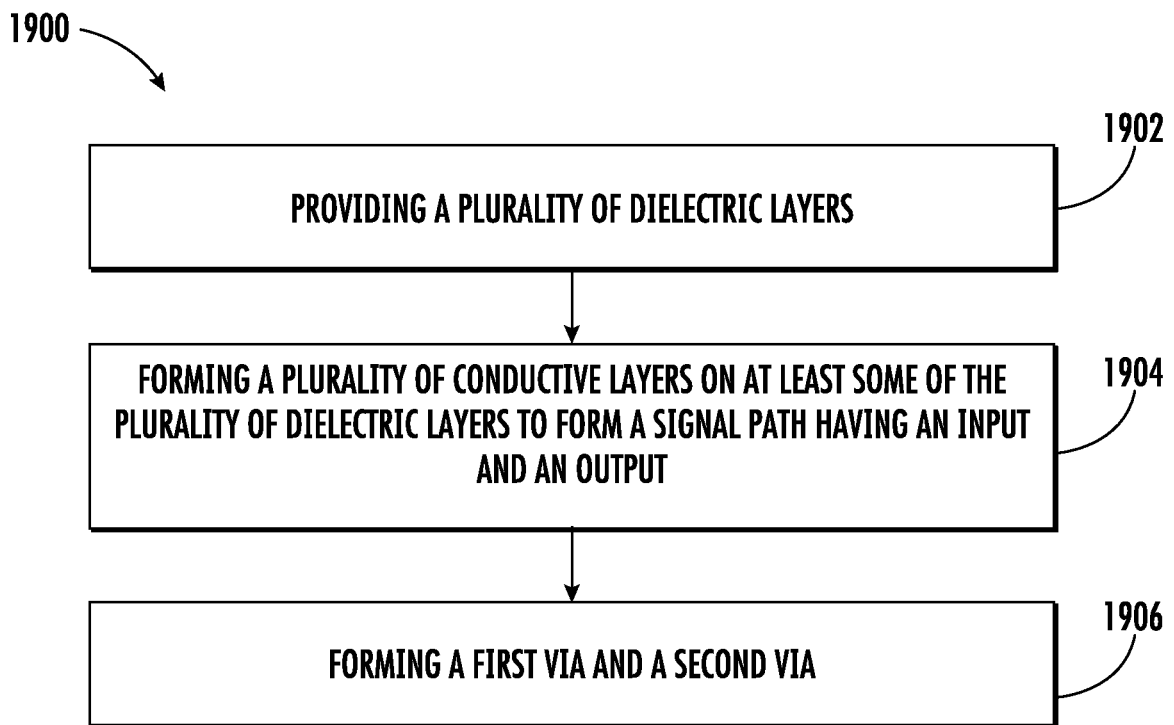 1900
1902
PROVIDING A PLURALITY OF DIELECTRIC LAYERS
FORMING A PLURALITY OF CONDUCTIVE LAYERS ON AT LEAST SOME OF THE
PLURALITY OF DIELECTRIC LAYERS TO FORM A SIGNAL PATH HAVING AN INPUT
AND AN OUTPUT
1904
FORMING A FIRST VIA AND A SECOND VIA
1906